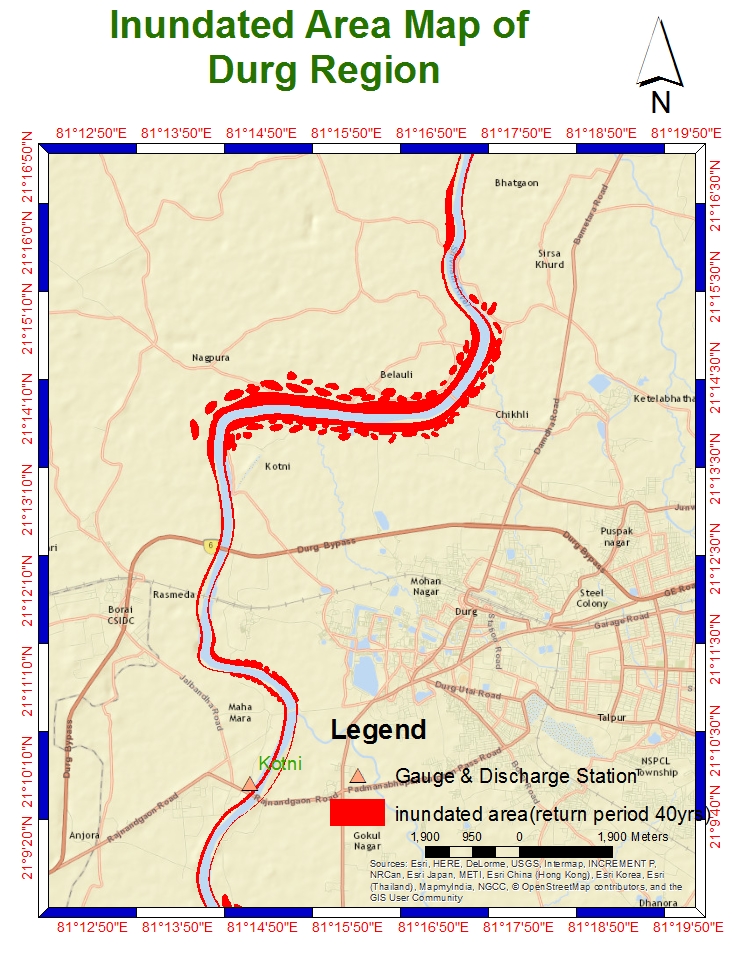 Inundated Area Map of
Durg Region
N
81°12'50"E 81°13'50"E 81°14'50"E 81°15'50"E 81°16'50"E 81°17'50"E 81°18'50"E 81°19'50"E
21°16'50"N
21°16'0"N
21°15'10"N
21°14'10"N
21°13'10"N
21°12'10"N
21°11'10"N
21°10'10"N
21°9'20"N
21°16'30"N
21°15'30"N
21°14'30"N
21°13'30"N
21°12'30"N
21°11'30"N
21°10'30"N
21°9'40"N
Bhatgaon
Bemetara Road
Sirsa
Khurd
Nagpura
Belauli
Ketelabhatha
Chikhli
Damdha Road
Kotni
Junw
Puspak
nagar
ari
6
Durg Bypass
Durg Bypass
Mohan
Nagar
Rasmeda
Steel
Colony
GE Road
Borai
CSIDC
Durg
Garage Road
Station Road
Jalbandha Road
Durg Utai Road
S
Maha
Mara
Talpur
Durg Bypass
Legend
Kotni
NSPCL
Township
Gauge & Discharge Station
Pass Road
Rajnandgaon Road
Rajnandgaon Road
inundated area(return period 40yrs)
Anjora
Gokul
Nagar
1,900 950 0 1,900 Meters
Sources: Esri, HERE, DeLorme, USGS, Intermap, INCREMENT P,
NRCan, Esri Japan, METI, Esri China (Hong Kong), Esri Korea, Esri
(Thailand), MapmyIndia, NGCC, © OpenStreetMap contributors, and the
GIS User Community
Dhanora
81°12'50"E 81°13'50"E 81°14'50"E 81°15'50"E 81°16'50"E 81°17'50"E 81°18'50"E 81°19'50"E